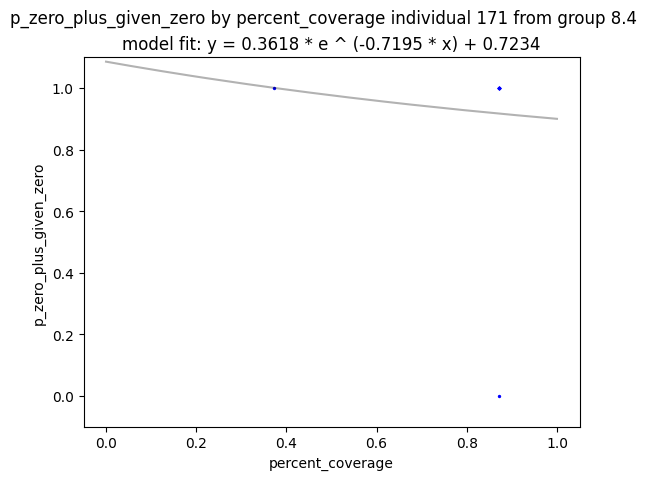 p_zero_plus_given_zero by percent_coverage individual 171 from group 8.4
model fit: y = 0.3618 * e ^ (-0.7195 * x) + 0.7234
1.0
0.8
0.6
0.4
0.2
0.0
p_zero_plus_given_zero
0.0 0.2 0.4 0.6 0.8 1.0
percent_coverage